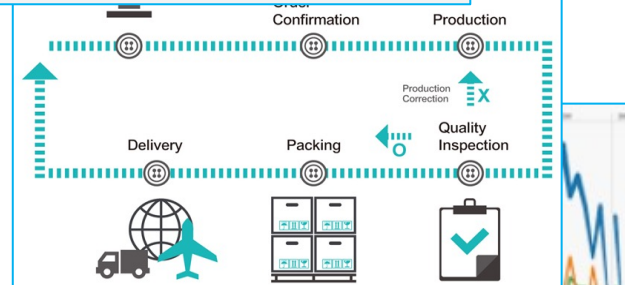 Confirmation
Production
Production
Correction
X
Delivery
Packing
O
Quality
Inspection